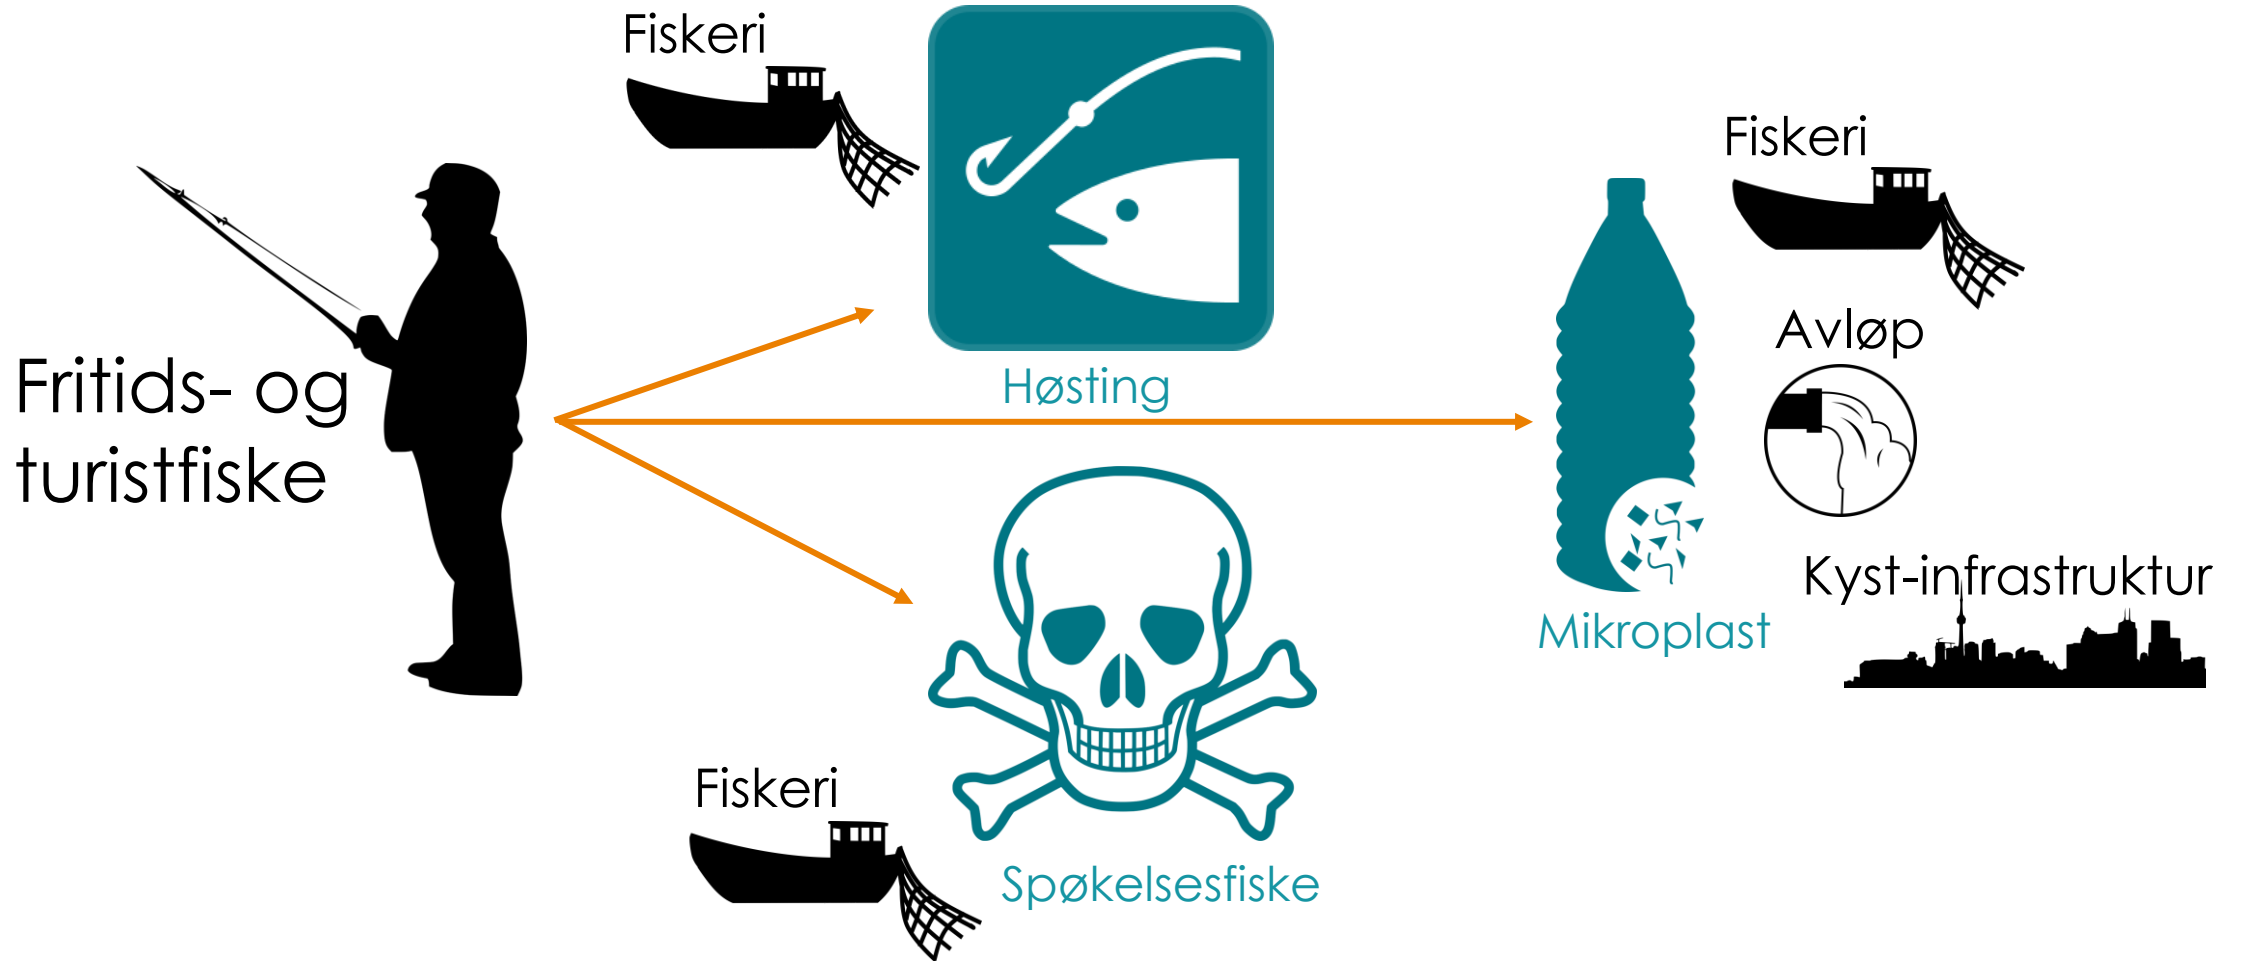 Fritids- og
turistfiske
Fiskeri
Høsting
Fiskeri
Spøkelsesfiske
Fiskeri
Avløp
Kyst-infrastruktur
Mikroplast